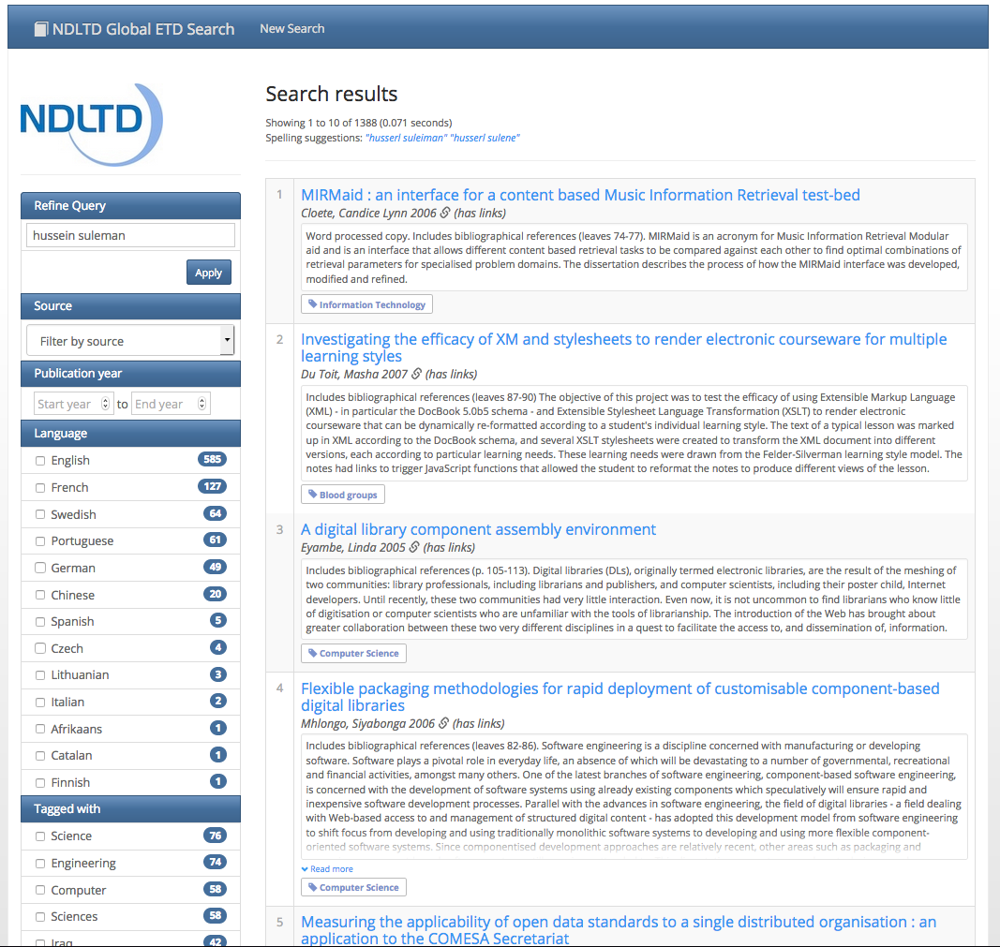 NDLTD Global ETD Search New Search
NDLTD
Refine Query
hussein suleman
Apply
Source
Filter by source
Publication year
Start year to End year
Language
English 585
French 127
Swedish 64
Portuguese 61
German 49
Chinese 20
Spanish 5
Czech 4
Lithuanian 3
Italian 2
Afrikaans 1
Catalan 1
Finnish 1
Tagged with
Science 76
Engineering 74
Computer 58
Sciences 58
Iraq 42
Search results
Showing 1 to 10 of 1388 (0.071 seconds)
Spelling suggestions: "husserl suleiman" "husserl sulene"
1
MIRMaid : an interface for a content based Music Information Retrieval test-bed
Cloete, Candice Lynn 2006 (has links)
Word processed copy. Includes bibliographical references (leaves 74-77). MIRMaid is an acronym for Music Information Retrieval Modular
aid and is an interface that allows different content based retrieval tasks to be compared against each other to find optimal combinations of
retrieval parameters for specialised problem domains. The dissertation describes the process of how the MIRMaid interface was developed,
modified and refined.
Information Technology
2
Investigating the efficacy of XM and stylesheets to render electronic courseware for multiple
learning styles
Du Toit, Masha 2007 (has links)
Includes bibliographical references (leaves 87-90) The objective of this project was to test the efficacy of using Extensible Markup Language
(XML) - in particular the DocBook 5.0b5 schema - and Extensible Stylesheet Language Transformation (XSLT) to render electronic
courseware that can be dynamically re-formatted according to a student's individual learning style. The text of a typical lesson was marked
up in XML according to the DocBook schema, and several XSLT stylesheets were created to transform the XML document into different
versions, each according to particular learning needs. These learning needs were drawn from the Felder-Silverman learning style model. The
notes had links to trigger JavaScript functions that allowed the student to reformat the notes to produce different views of the lesson.
Blood groups
3
A digital library component assembly environment
Eyambe, Linda 2005 (has links)
Includes bibliographical references (p. 105-113). Digital libraries (DLs), originally termed electronic libraries, are the result of the meshing of
two communities: library professionals, including librarians and publishers, and computer scientists, including their poster child, Internet
developers. Until recently, these two communities had very little interaction. Even now, it is not uncommon to find librarians who know little
of digitisation or computer scientists who are unfamiliar with the tools of librarianship. The introduction of the Web has brought about
greater collaboration between these two very different disciplines in a quest to facilitate the access to, and dissemination of, information.
Computer Science
4
Flexible packaging methodologies for rapid deployment of customisable component-based
digital libraries
Mhlongo, Siyabonga 2006 (has links)
Includes bibliographical references (leaves 82-86). Software engineering is a discipline concerned with manufacturing or developing
software. Software plays a pivotal role in everyday life, an absence of which will be devastating to a number of governmental, recreational
and financial activities, amongst many others. One of the latest branches of software engineering, component-based software engineering,
is concerned with the development of software systems using already existing components which speculatively will ensure rapid and
inexpensive software development processes. Parallel with the advances in software engineering, the field of digital libraries - a field dealing
with Web-based access to and management of structured digital content - has adopted this development model from software engineering
to shift focus from developing and using traditionally monolithic software systems to developing and using more flexible component-
oriented software systems. Since componentised development approaches are relatively recent, other areas such as packaging and
Read more
Computer Science
5
Measuring the applicability of open data standards to a single distributed organisation : an
application to the COMESA Secretariat